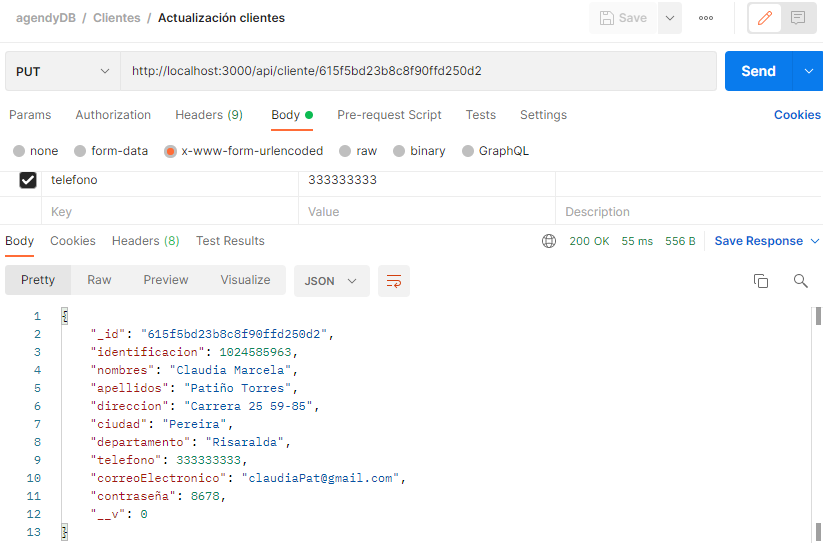 agendyDB / Clientes / Actualización clientes
Save
PUT http://localhost:3000/api/cliente/615f5bd23b8c8f90ffd250d2 Send
Params Authorization Headers (9) Body Pre-request Script Tests Settings Cookies
none form-data x-www-form-urlencoded raw binary GraphQL
telefono 333333333
Key Value Description
Body Cookies Headers (8) Test Results 200 OK 55 ms 556 B Save Response
Pretty Raw Preview Visualize JSON
1 {
2 "_id": "615f5bd23b8c8f90ffd250d2",
3 "identificacion": 1024585963,
4 "nombres": "Claudia Marcela",
5 "apellidos": "Patiño Torres",
6 "direccion": "Carrera 25 59-85",
7 "ciudad": "Pereira",
8 "departamento": "Risaralda",
9 "telefono": 333333333,
10 "correoElectronico": "claudiaPat@gmail.com",
11 "contraseña": 8678,
12 "__v": 0
13 }